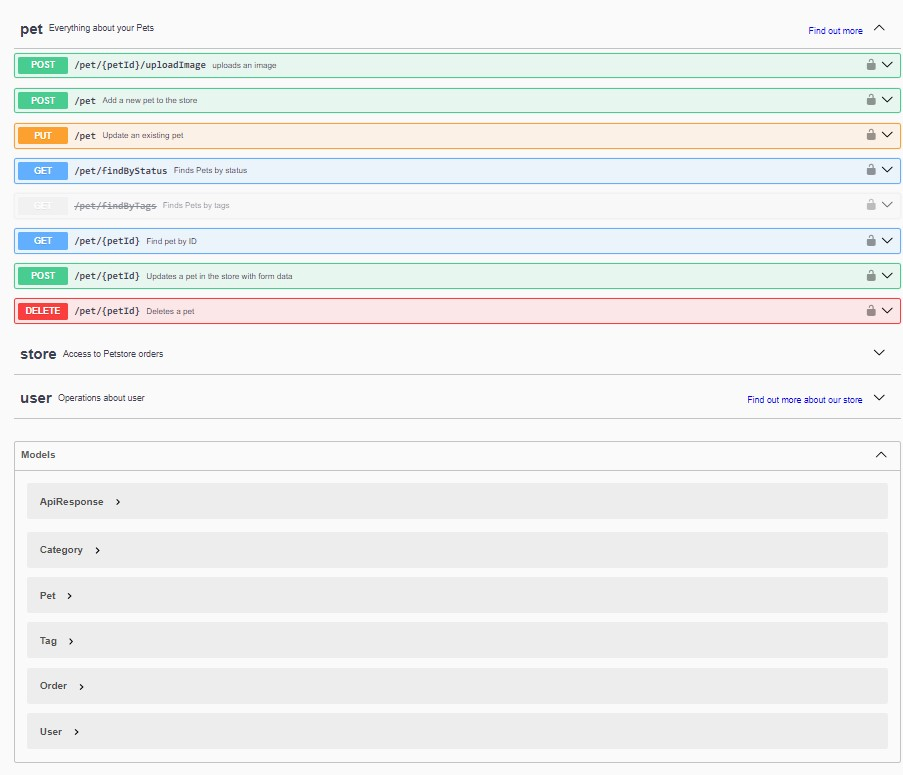 pet Everything about your Pets Find out more
POST /pet/{petId}/uploadImage uploads an image
POST /pet Add a new pet to the store
PUT /pet Update an existing pet
GET /pet/findByStatus Finds Pets by status
GET /pet/findByTags Finds Pets by tags
GET /pet/{petId} Find pet by ID
POST /pet/{petId} Updates a pet in the store with form data
DELETE /pet/{petId} Deletes a pet
store Access to Petstore orders
user Operations about user Find out more about our store
Models
ApiResponse
Category
Pet
Tag
Order
User